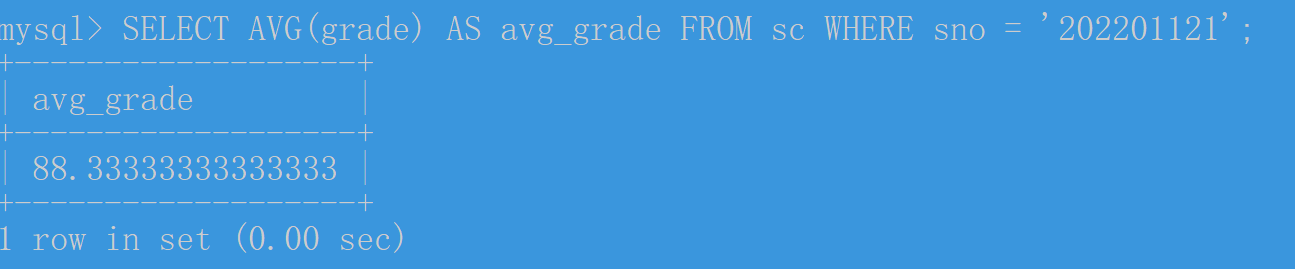 mysql> SELECT AVG(grade) AS avg_grade FROM sc WHERE sno = '202201121';
+-------------------+
| avg_grade         |
+-------------------+
| 88.33333333333333 |
+-------------------+
1 row in set (0.00 sec)